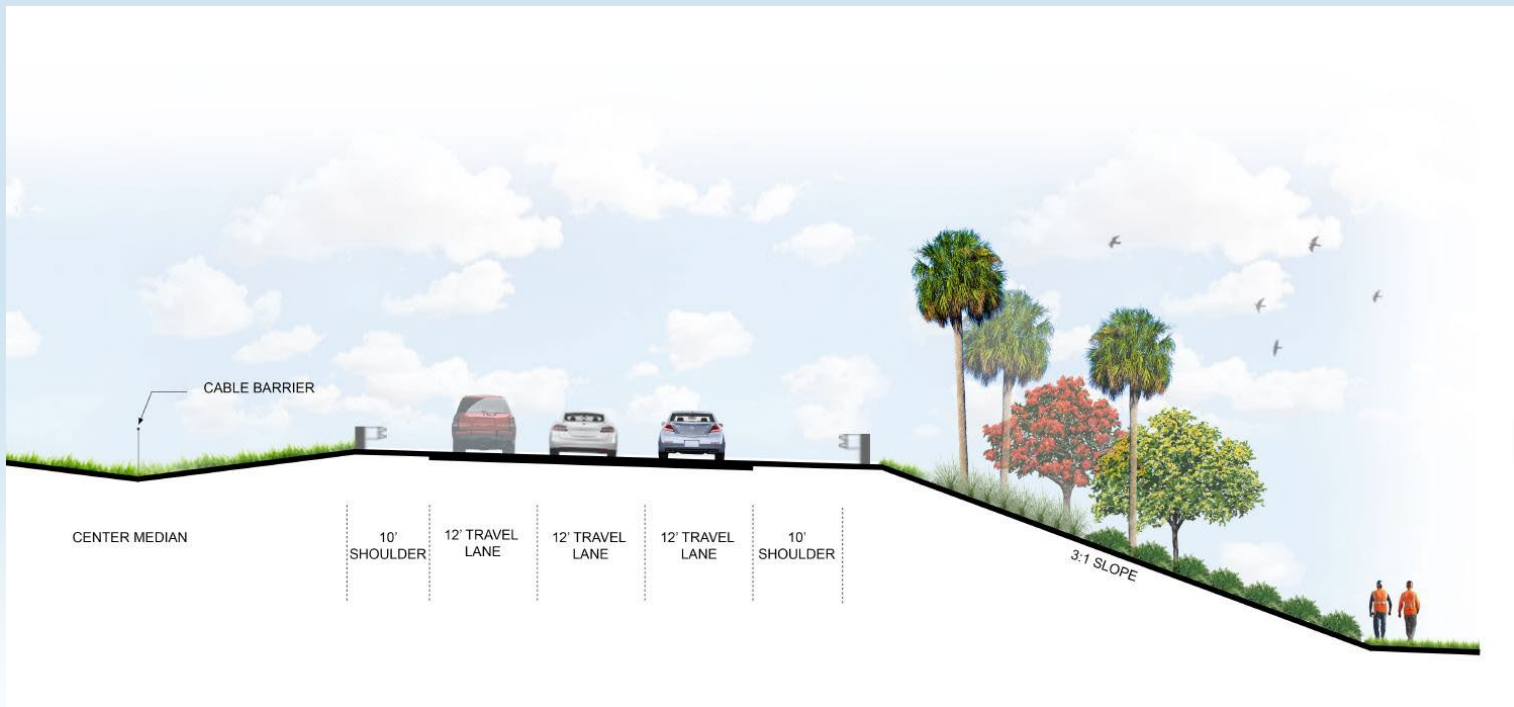 CABLE BARRIER
CENTER MEDIAN
10’
SHOULDER
12’ TRAVEL
LANE
12’ TRAVEL
LANE
12’ TRAVEL
LANE
10’
SHOULDER
3:1 SLOPE